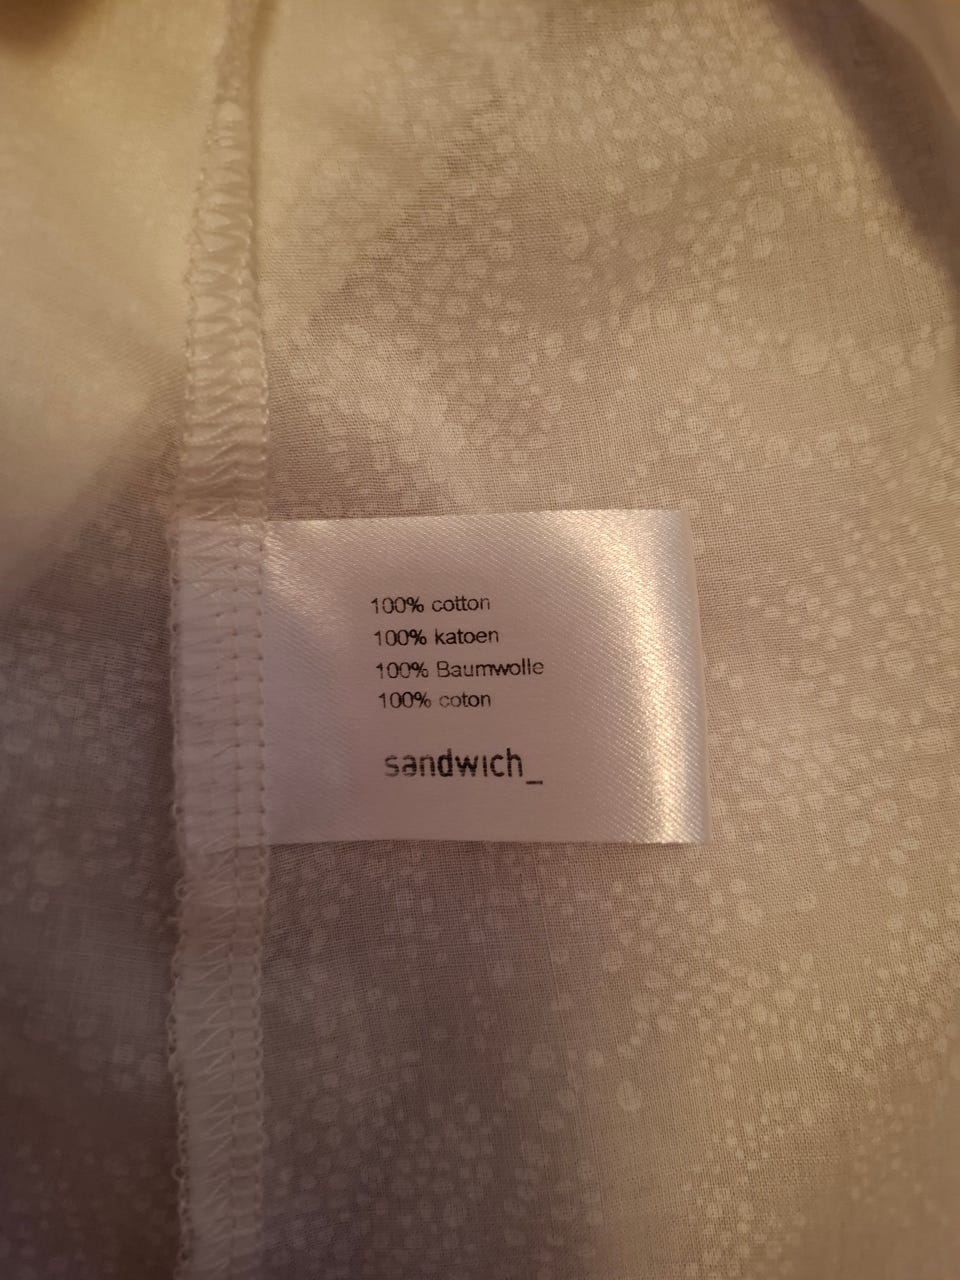 100% cotton
100% katoen
100% Baumwolle
100% coton
sandwich_